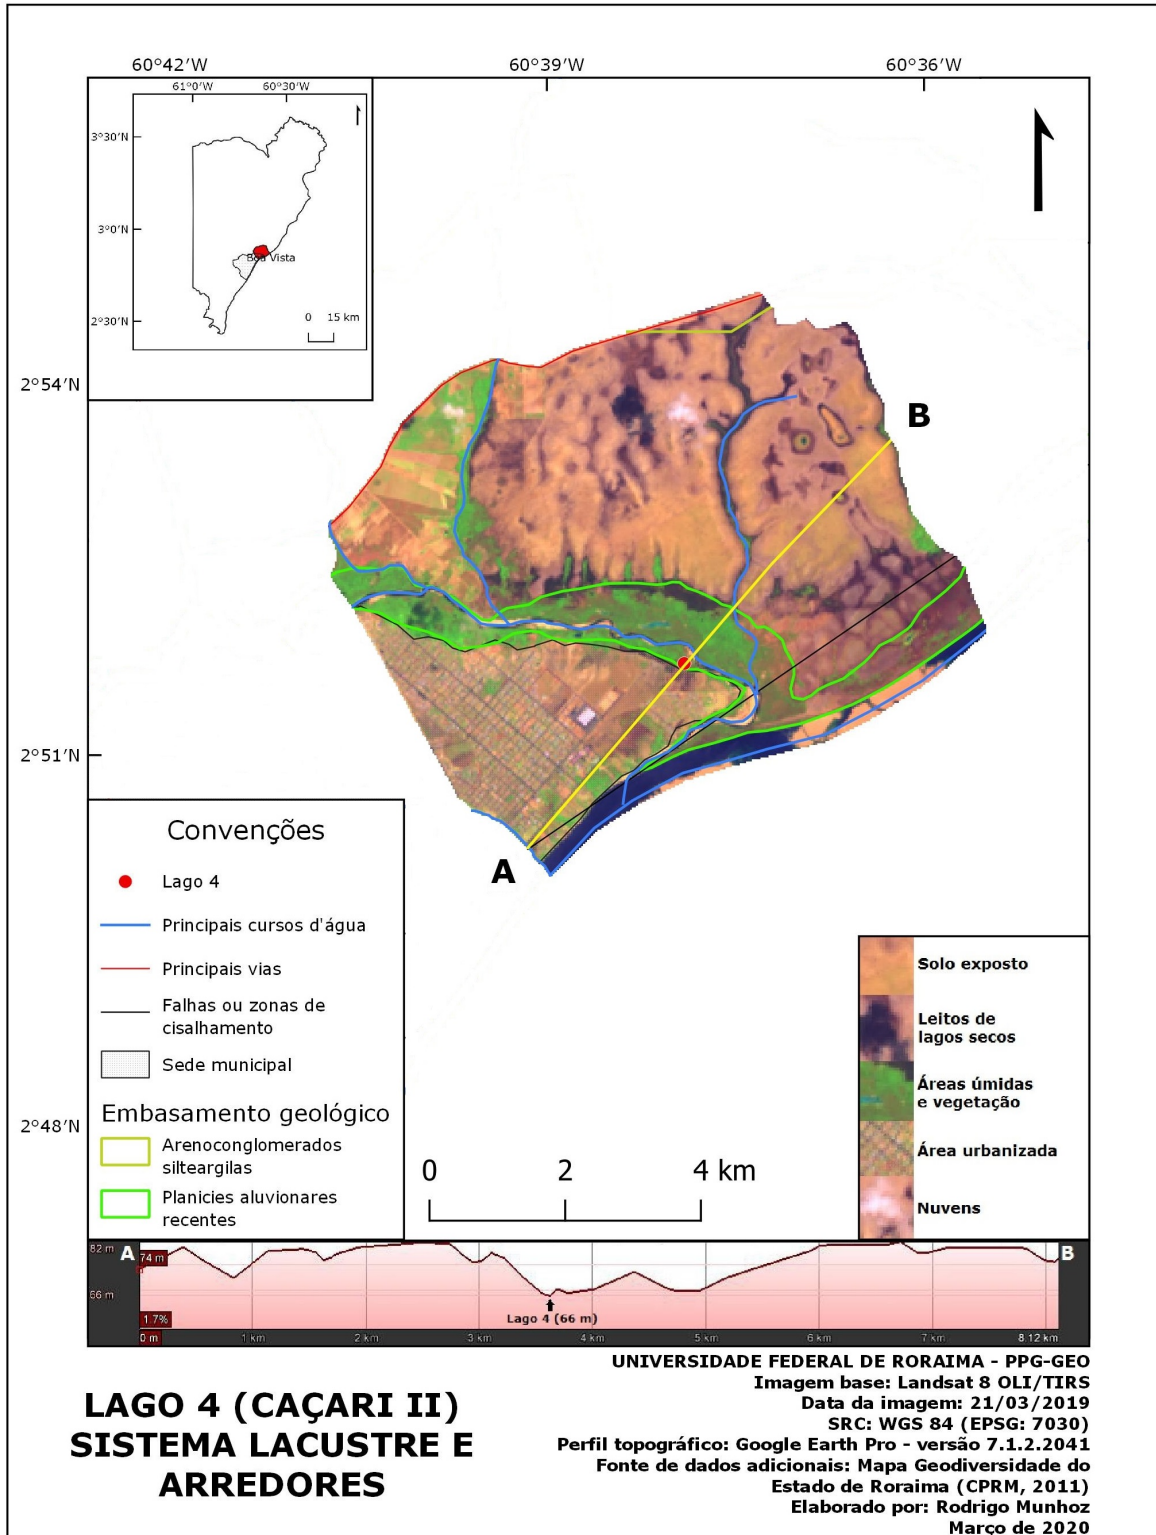 60°42′W
60°39′W
60°36′W
61°0′W
60°30′W
3°30′N
3°0′N
2°30′N
Boa Vista
0 15 km
2°54′N
2°51′N
2°48′N
B
A
Convenções
Lago 4
Principais cursos d'água
Principais vias
Falhas ou zonas de
cisalhamento
Sede municipal
Embasamento geológico
Arenoconglomerados
silteargilas
Planicies aluvionares
recentes
Solo exposto
Leitos de
lagos secos
Áreas úmidas
e vegetação
Área urbanizada
Nuvens
0 2 4 km
82 m
A
74 m
B
66 m
1.7%
Lago 4 (66 m)
0 m 1 km 2 km 3 km 4 km 5 km 6 km 7 km 8.12 km
LAGO 4 (CAÇARI II)
SISTEMA LACUSTRE E
ARREDORES
UNIVERSIDADE FEDERAL DE RORAIMA - PPG-GEO
Imagem base: Landsat 8 OLI/TIRS
Data da imagem: 21/03/2019
SRC: WGS 84 (EPSG: 7030)
Perfil topográfico: Google Earth Pro - versão 7.1.2.2041
Fonte de dados adicionais: Mapa Geodiversidade do
Estado de Roraima (CPRM, 2011)
Elaborado por: Rodrigo Munhoz
Março de 2020